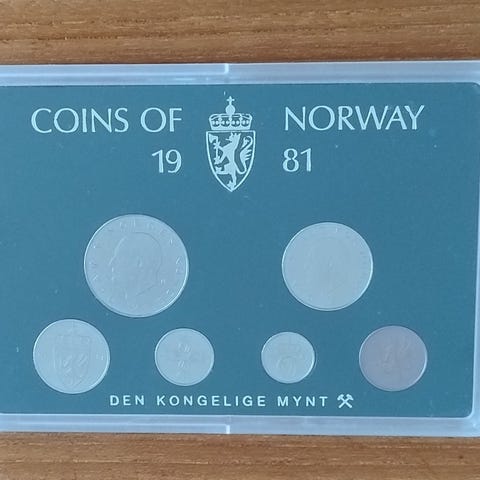 COINS OF NORWAY
19 81
DEN KONGELIGE MYNT